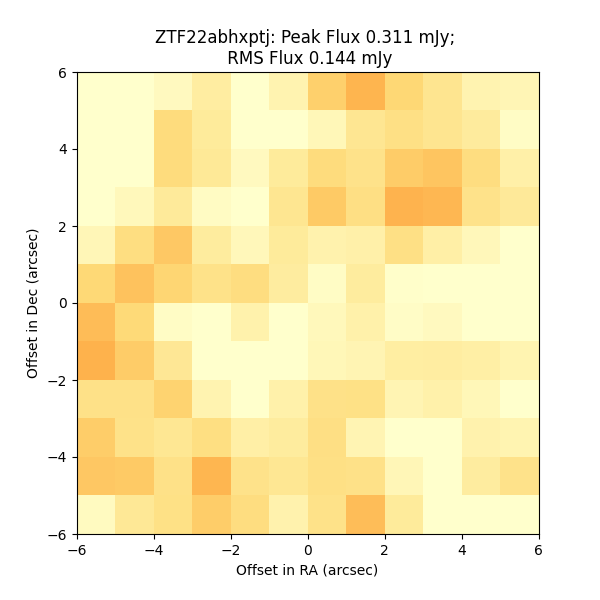 ZTF22abhxptj: Peak Flux 0.311 mJy;
RMS Flux 0.144 mJy
6
4
2
0
−2
−4
−6
Offset in Dec (arcsec)
−6 −4 −2 0 2 4 6
Offset in RA (arcsec)